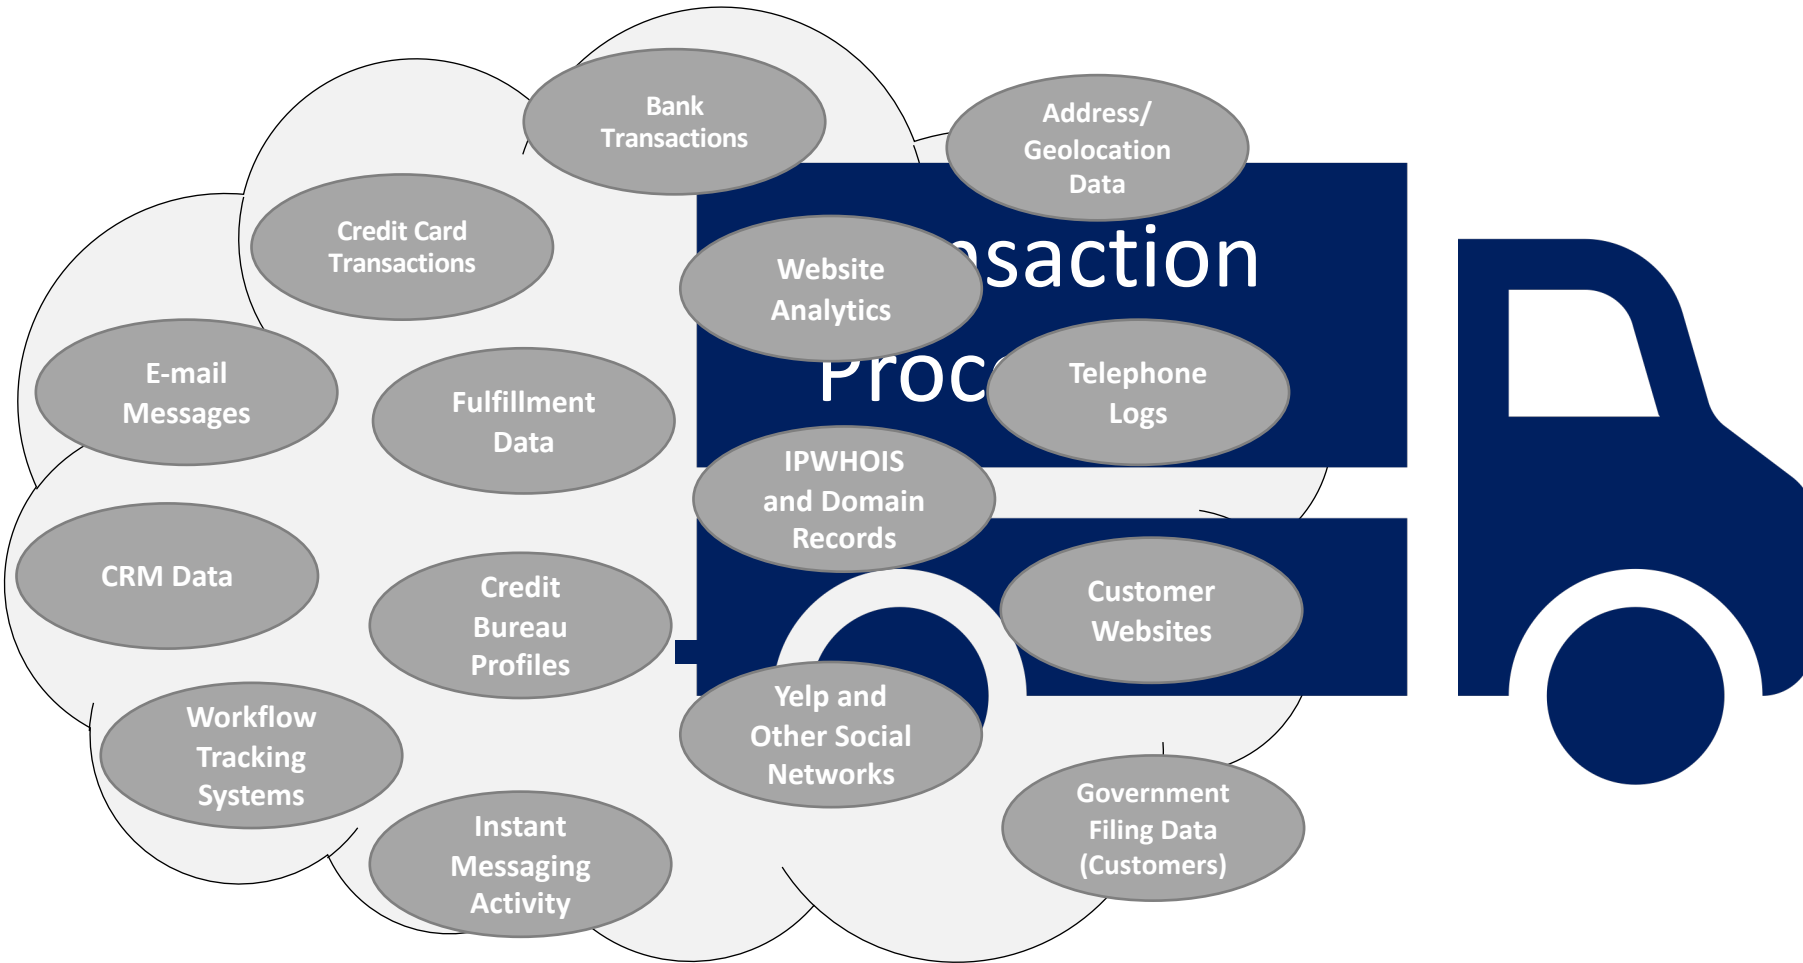 Bank
Transactions
Address/
Geolocation
Data
Credit Card
Transactions
Website
Analytics
nsaction
Proc
E-mail
Messages
Fulfillment
Data
Telephone
Logs
IPWHOIS
and Domain
Records
CRM Data
Credit
Bureau
Profiles
Customer
Websites
Workflow
Tracking
Systems
Yelp and
Other Social
Networks
Instant
Messaging
Activity
Government
Filing Data
(Customers)